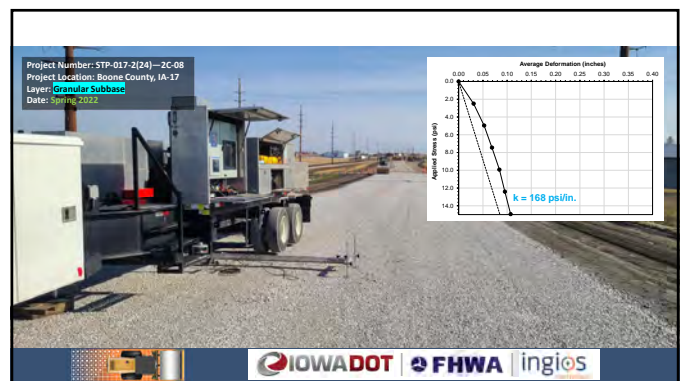 Project Number: STP-017-2(24)—2C-08
Project Location: Boone County, IA-17
Layer: Granular Subbase
Date: Spring 2022
Average Deformation (inches)
0.00 0.05 0.10 0.15 0.20 0.25 0.30 0.35 0.40
Applied Stress (psi)
0.0
2.0
4.0
6.0
8.0
10.0
12.0
14.0
k = 168 psi/in.
IOWADOT
FHWA
ingios